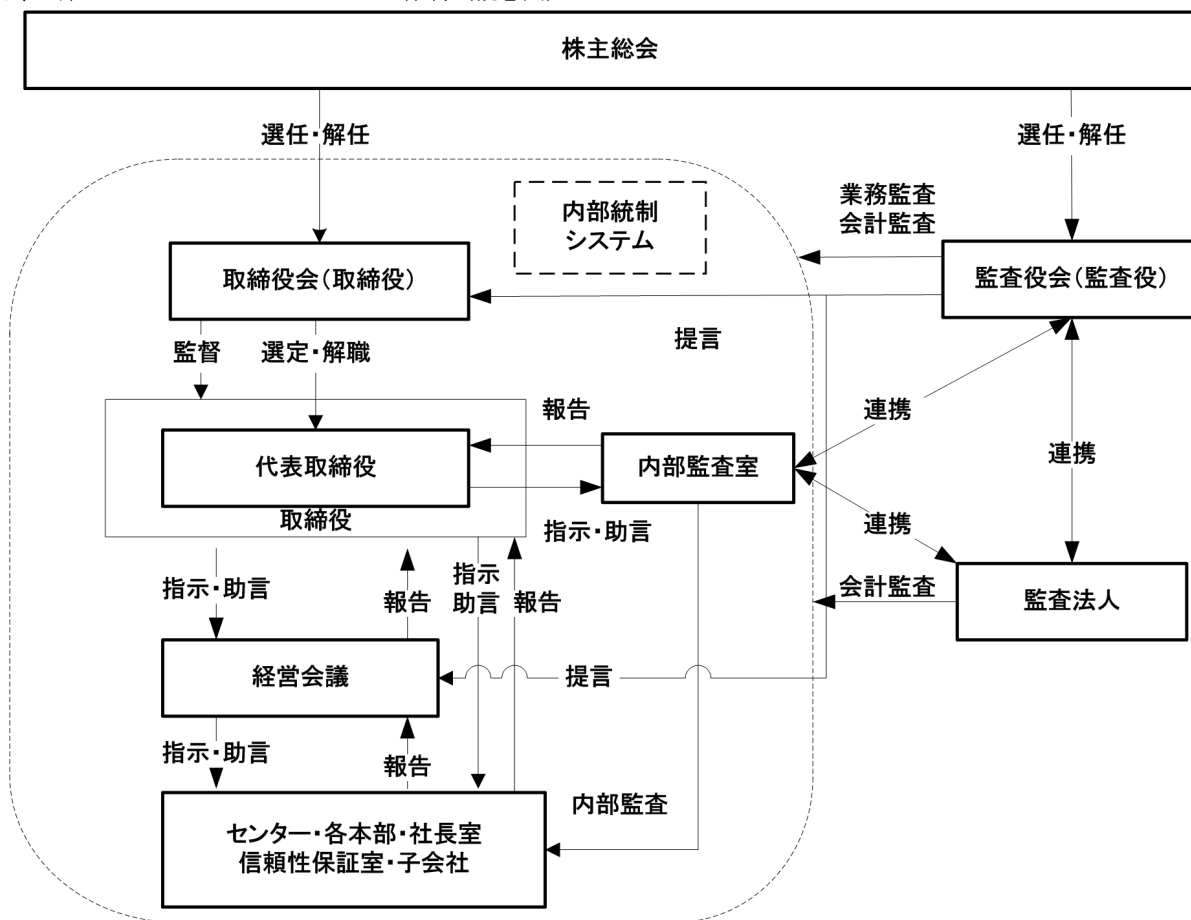 株主総会
選任・解任
選任・解任
内部統制
システム
業務監査
会計監査
取締役会(取締役)
監査役会(監査役)
監督
選定・解職
提言
報告
連携
連携
代表取締役
内部監査室
取締役
連携
指示・助言
指示・助言
報告
指示
助言
報告
会計監査
監査法人
経営会議
提言
指示・助言
報告
内部監査
センター・各本部・社長室
信頼性保証室・子会社